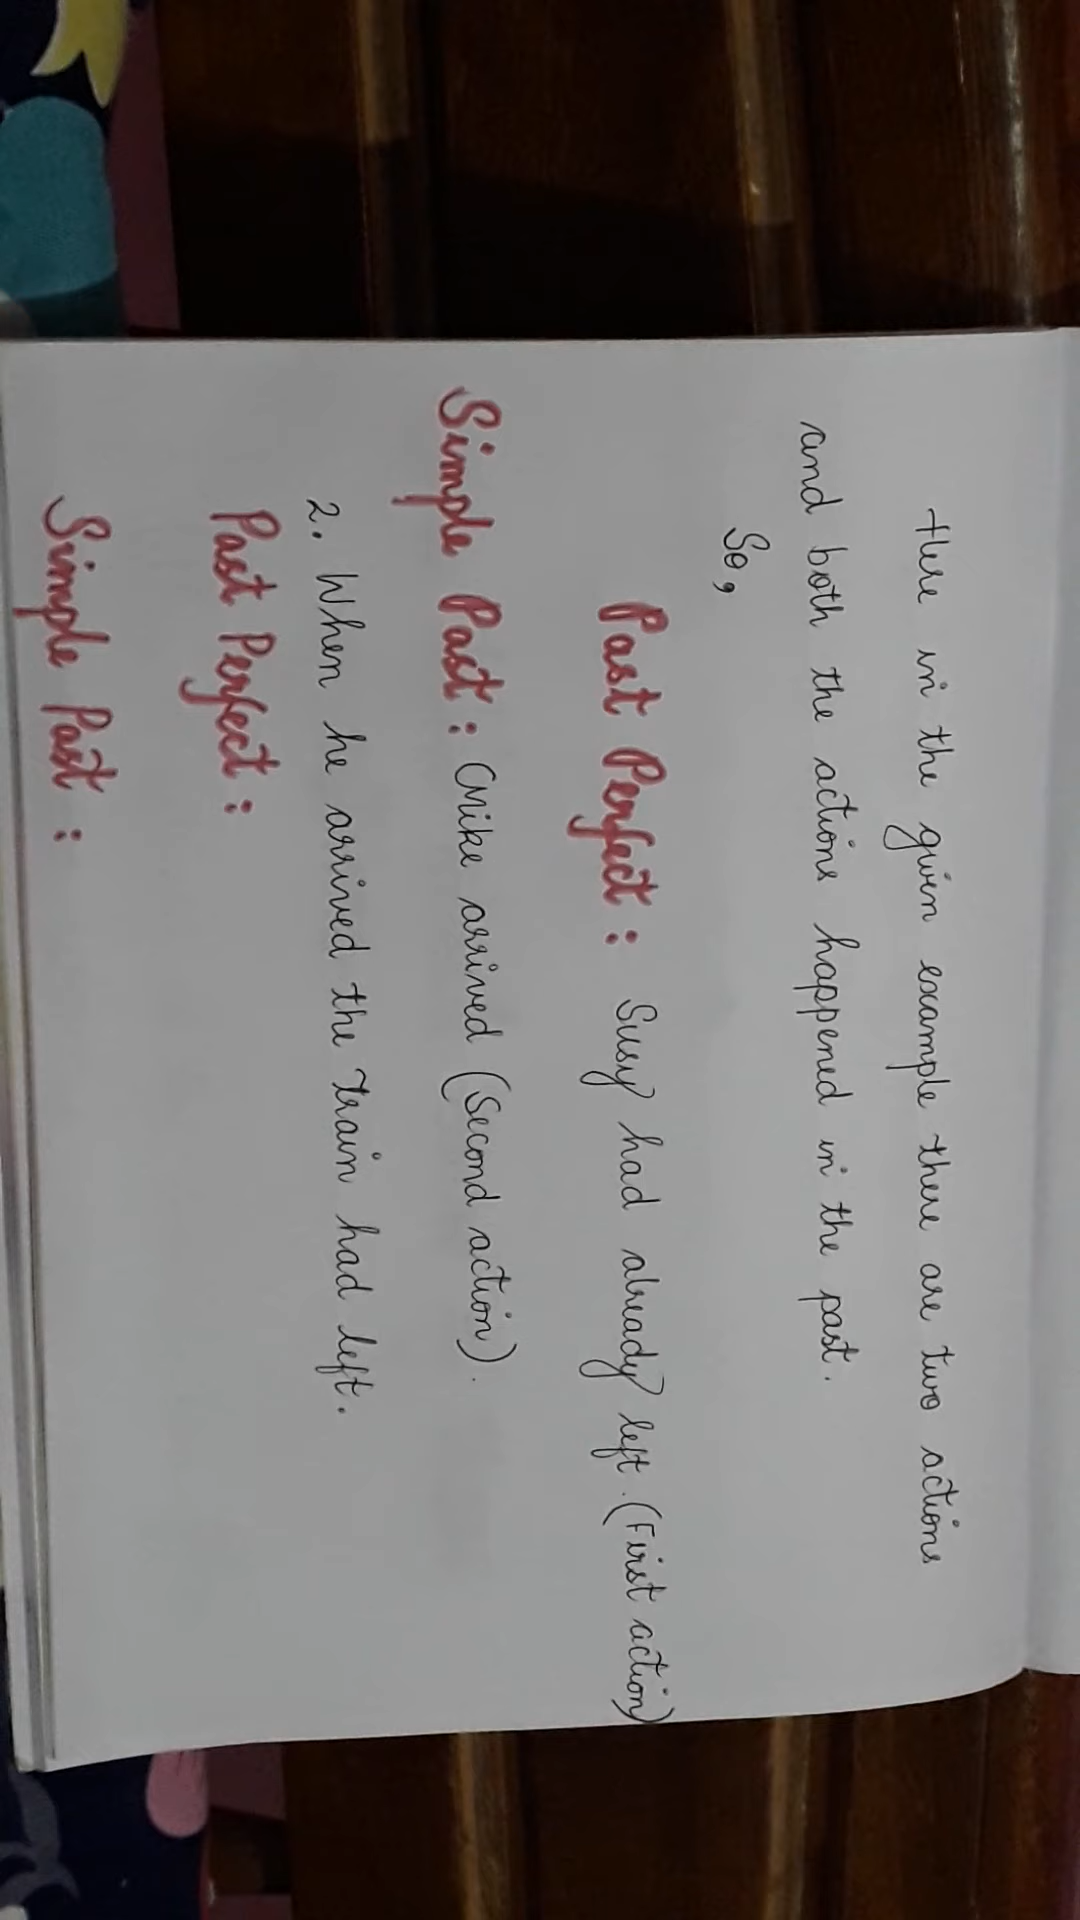 Here in the given example there are two actions
and both the actions happened in the past.
So,
Past Perfect : Susy had already left. (First action)
Simple Past : Mike arrived (Second action).
2. When he arrived the train had left.
Past Perfect :
Simple Past :